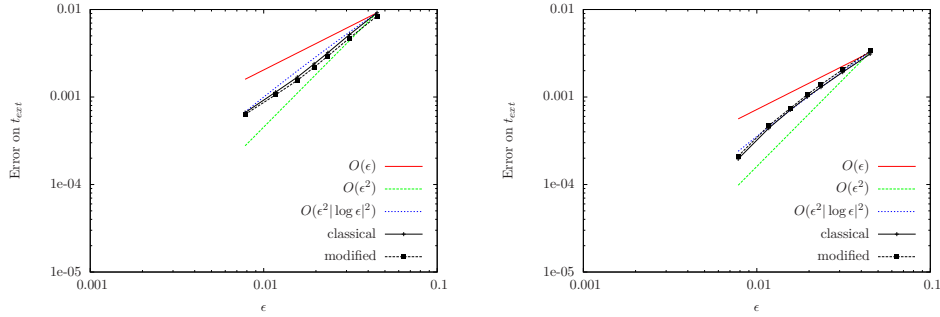 0.01
0.001
1e-04
1e-05
0.001
0.01
0.1
Error on t_ext
ϵ
O(ϵ)
O(ϵ²)
O(ϵ²|log ϵ|²)
classical
modified
0.01
0.001
1e-04
1e-05
0.001
0.01
0.1
Error on t_ext
ϵ
O(ϵ)
O(ϵ²)
O(ϵ²|log ϵ|²)
classical
modified